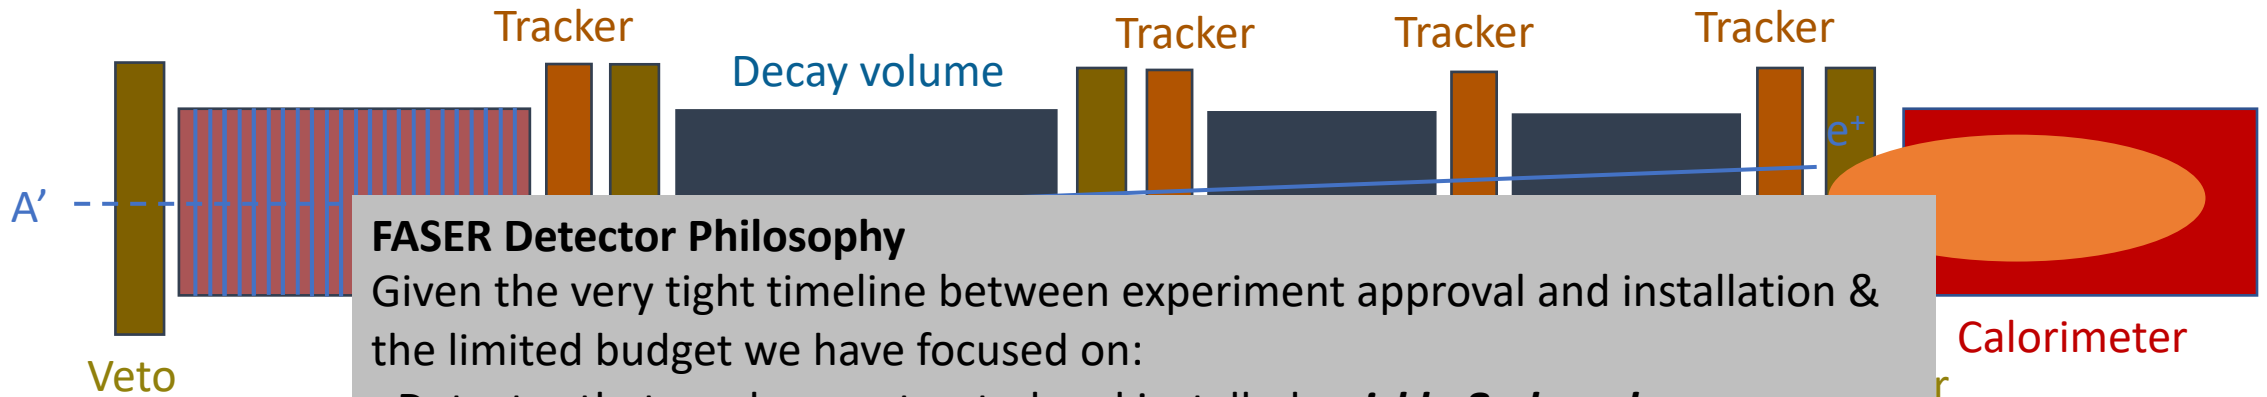 Tracker
Tracker
Tracker
Tracker
Decay volume
e⁺
A’
FASER Detector Philosophy
Given the very tight timeline between experiment approval and installation &
the limited budget we have focused on:
Calorimeter
Veto
r